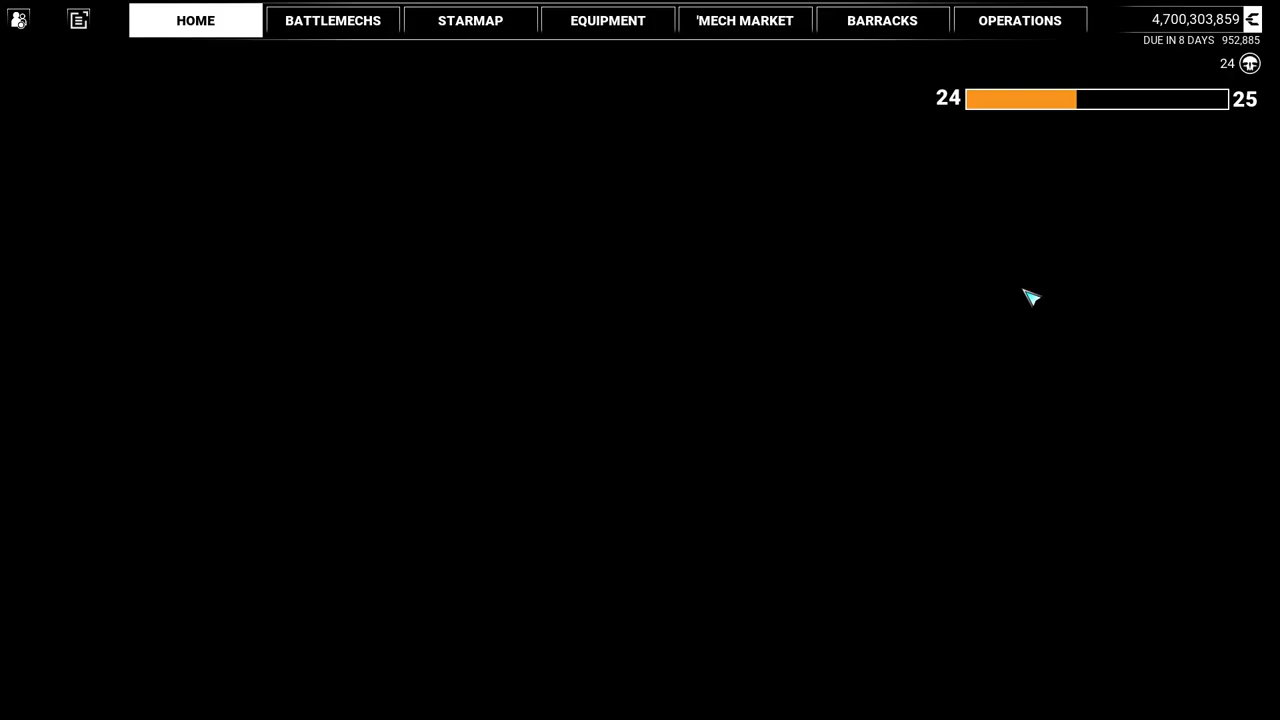 HOME BATTLEMECHS STARMAP EQUIPMENT 'MECH MARKET BARRACKS OPERATIONS 4,700,303,859
DUE IN 8 DAYS 952,885
24
24 25